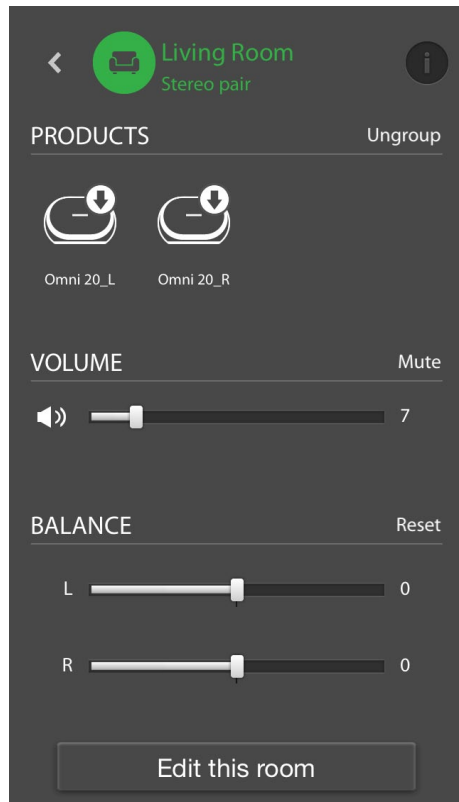 Living Room
Stereo pair
i
PRODUCTS Ungroup
Omni 20_L Omni 20_R
VOLUME Mute
7
BALANCE Reset
L 0
R 0
Edit this room